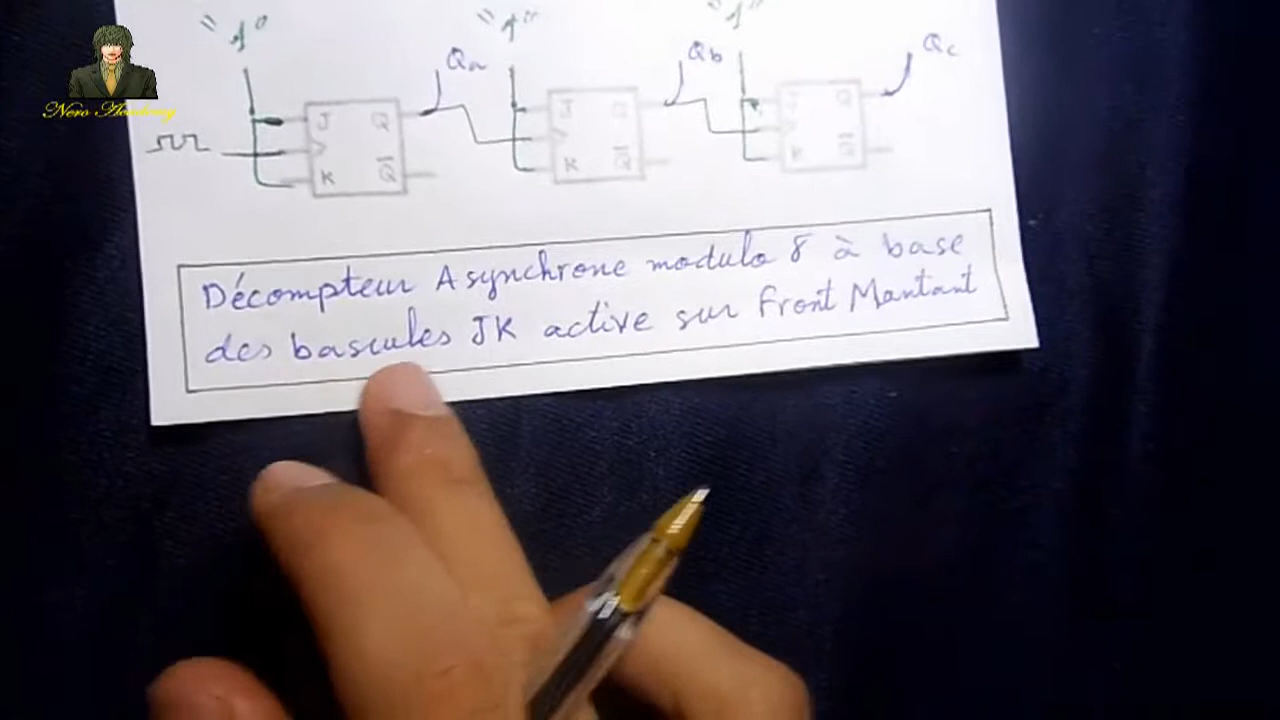 "1" "1" "1"
Qa Qb Qc
J Q J Q J Q
K Q̅ K Q̅ K Q̅
Décompteur Asynchrone modulo 8 à base
des bascules JK active sur Front Mantant
Nero Academy